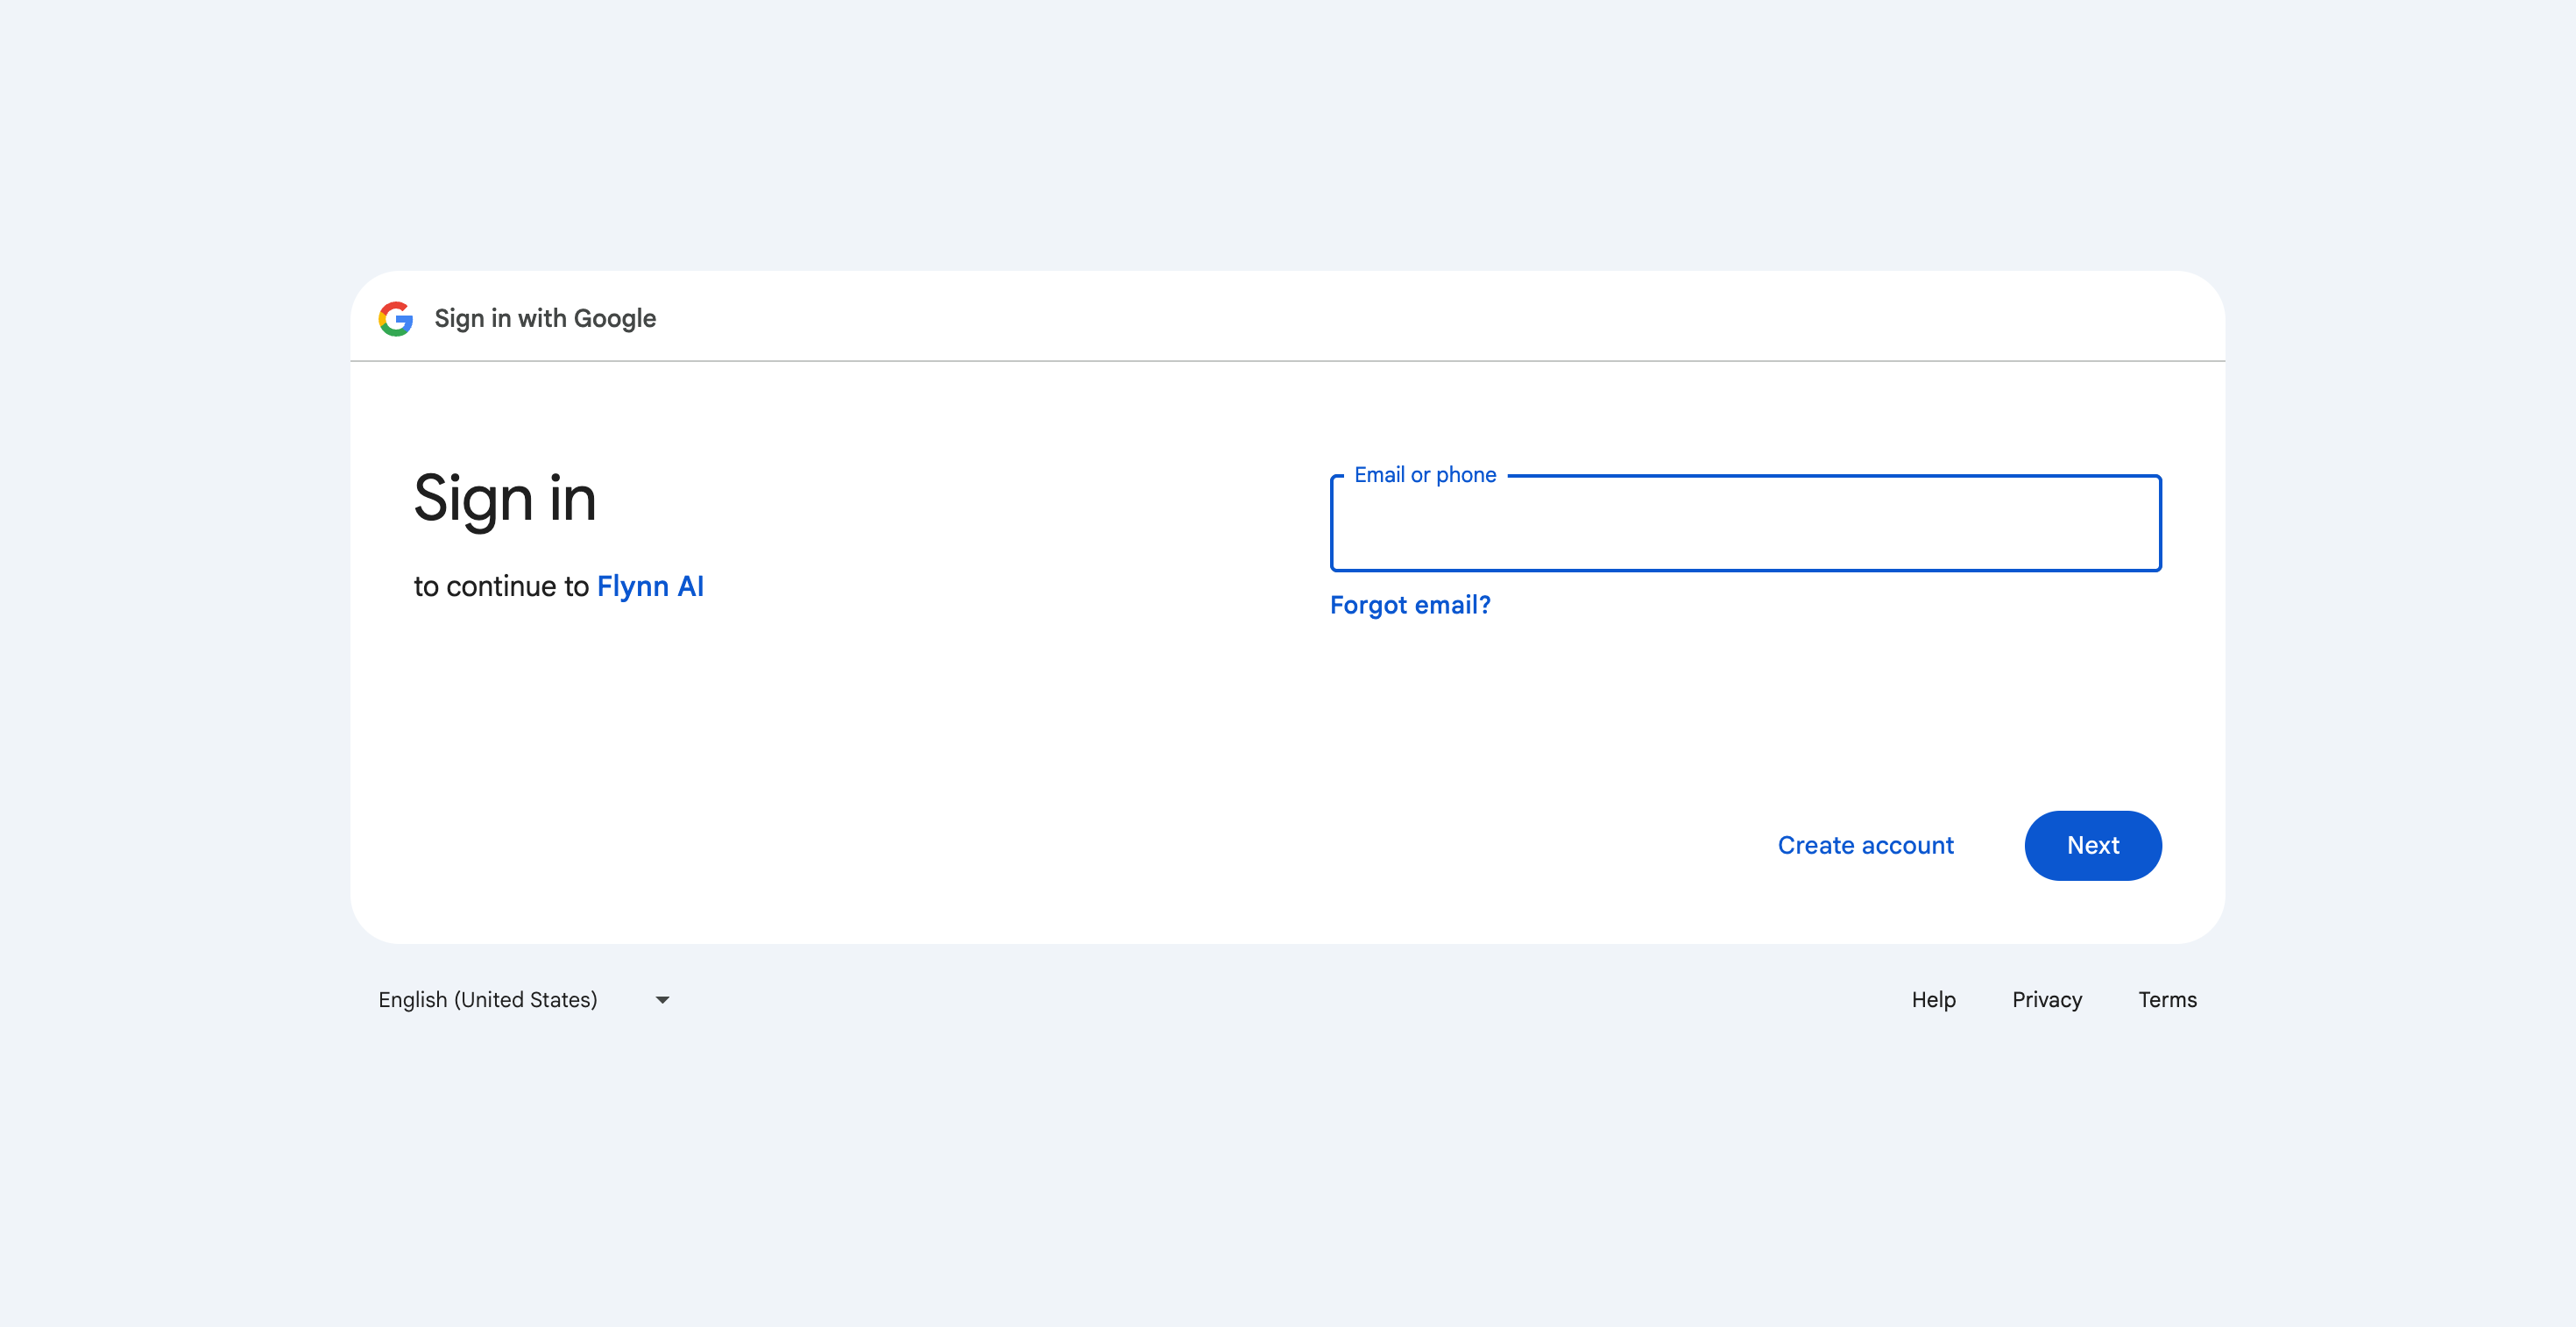 Sign in with Google
Sign in
to continue to Flynn AI
Email or phone
Forgot email?
Create account
Next
English (United States)
Help
Privacy
Terms